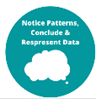 Notice Patterns,
Conclude &
Respresent Data